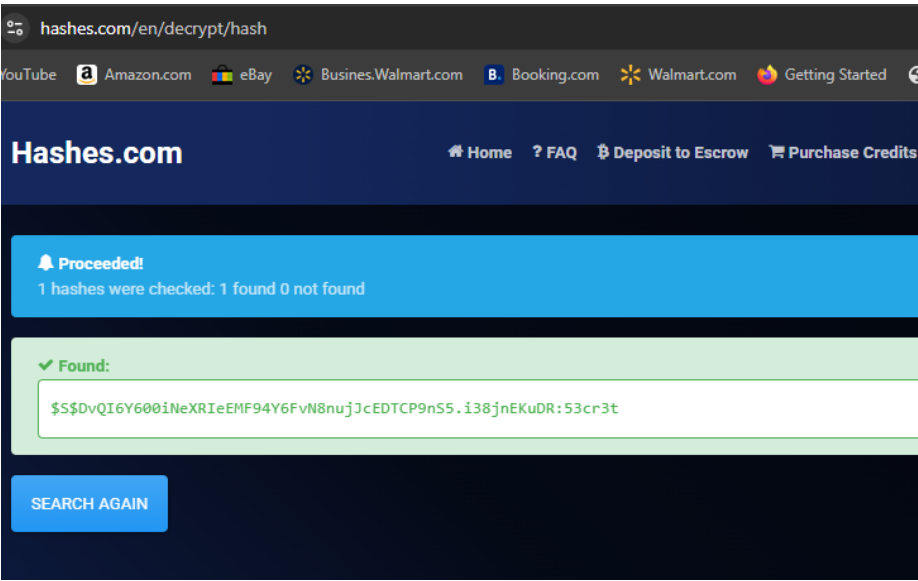 hashes.com/en/decrypt/hash
YouTube Amazon.com eBay Busines.Walmart.com Booking.com Walmart.com Getting Started
Hashes.com
Home ? FAQ Deposit to Escrow Purchase Credits
Proceeded!
1 hashes were checked: 1 found 0 not found
Found:
$S$DvQI6Y600iNeXRIeEMF94Y6FvN8nujJcEDTCP9nS5.i38jnEKuDR:53cr3t
SEARCH AGAIN